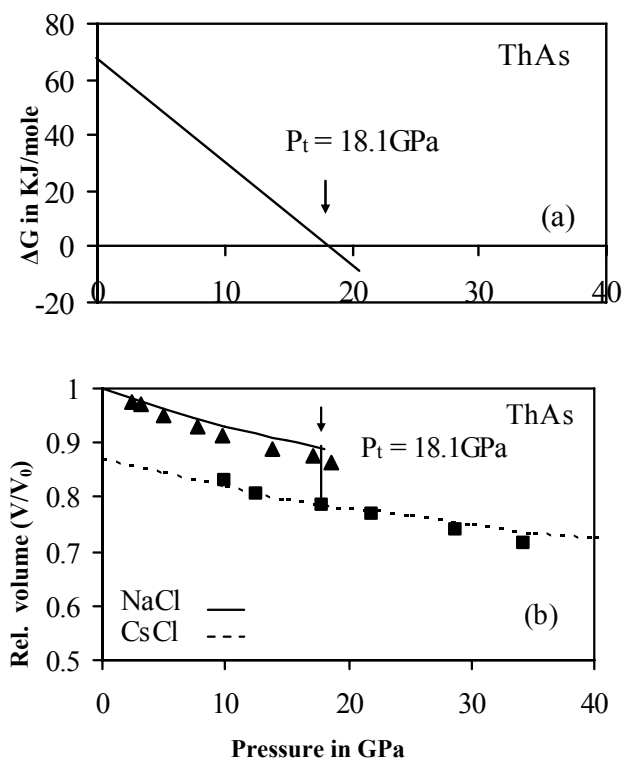 80
60
40
20
0
-20
ΔG in KJ/mole
ThAs
Pt = 18.1GPa
(a)
0 10 20 30 40
1
0.9
0.8
0.7
0.6
0.5
Rel. volume (V/V0)
ThAs
Pt = 18.1GPa
NaCl
CsCl
(b)
0 10 20 30 40
Pressure in GPa